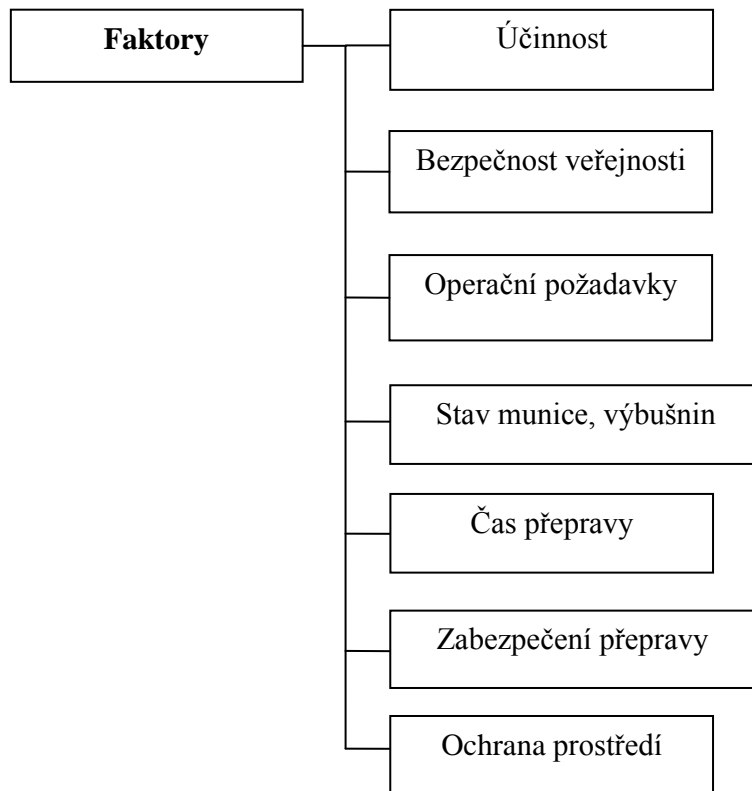 Faktory
Účinnost
Bezpečnost veřejnosti
Operační požadavky
Stav munice, výbušnin
Čas přepravy
Zabezpečení přepravy
Ochrana prostředí